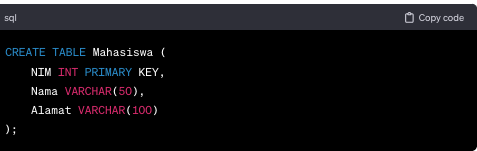 sql
Copy code
CREATE TABLE Mahasiswa (
NIM INT PRIMARY KEY,
Nama VARCHAR(50),
Alamat VARCHAR(100)
);